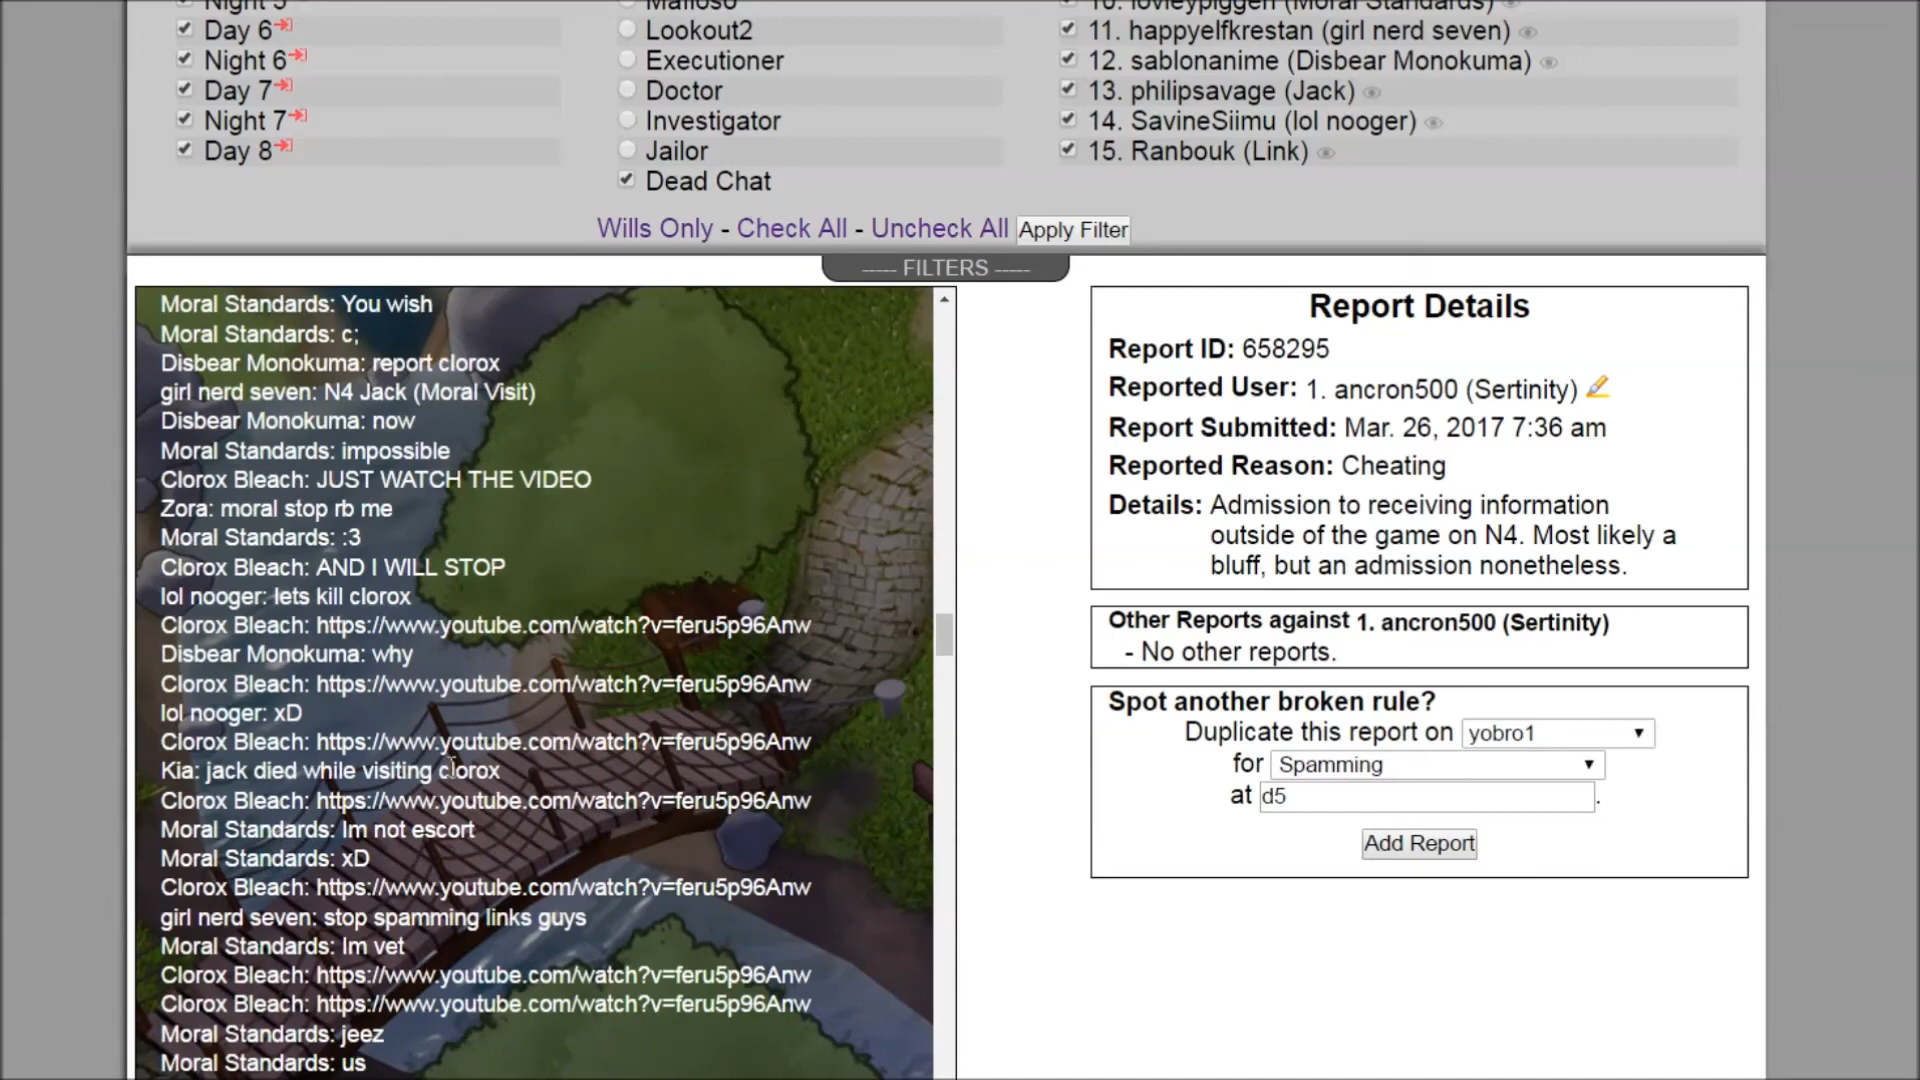 Night 5
Day 6
Night 6
Day 7
Night 7
Day 8
Mafioso
Lookout2
Executioner
Doctor
Investigator
Jailor
Dead Chat
10. lovleypiggen (Moral Standards)
11. happyelfkrestan (girl nerd seven)
12. sablonanime (Disbear Monokuma)
13. philipsavage (Jack)
14. SavineSiimu (lol nooger)
15. Ranbouk (Link)
Wills Only - Check All - Uncheck All Apply Filter
----- FILTERS -----
Moral Standards: You wish
Moral Standards: c;
Disbear Monokuma: report clorox
girl nerd seven: N4 Jack (Moral Visit)
Disbear Monokuma: now
Moral Standards: impossible
Clorox Bleach: JUST WATCH THE VIDEO
Zora: moral stop rb me
Moral Standards: :3
Clorox Bleach: AND I WILL STOP
lol nooger: lets kill clorox
Clorox Bleach: https://www.youtube.com/watch?v=feru5p96Anw
Disbear Monokuma: why
Clorox Bleach: https://www.youtube.com/watch?v=feru5p96Anw
lol nooger: xD
Clorox Bleach: https://www.youtube.com/watch?v=feru5p96Anw
Kia: jack died while visiting clorox
Clorox Bleach: https://www.youtube.com/watch?v=feru5p96Anw
Moral Standards: Im not escort
Moral Standards: xD
Clorox Bleach: https://www.youtube.com/watch?v=feru5p96Anw
girl nerd seven: stop spamming links guys
Moral Standards: Im vet
Clorox Bleach: https://www.youtube.com/watch?v=feru5p96Anw
Clorox Bleach: https://www.youtube.com/watch?v=feru5p96Anw
Moral Standards: jeez
Moral Standards: us
Report Details
Report ID: 658295
Reported User: 1. ancron500 (Sertinity)
Report Submitted: Mar. 26, 2017 7:36 am
Reported Reason: Cheating
Details: Admission to receiving information
outside of the game on N4. Most likely a
bluff, but an admission nonetheless.
Other Reports against 1. ancron500 (Sertinity)
- No other reports.
Spot another broken rule?
Duplicate this report on yobro1
for Spamming
at d5 .
Add Report